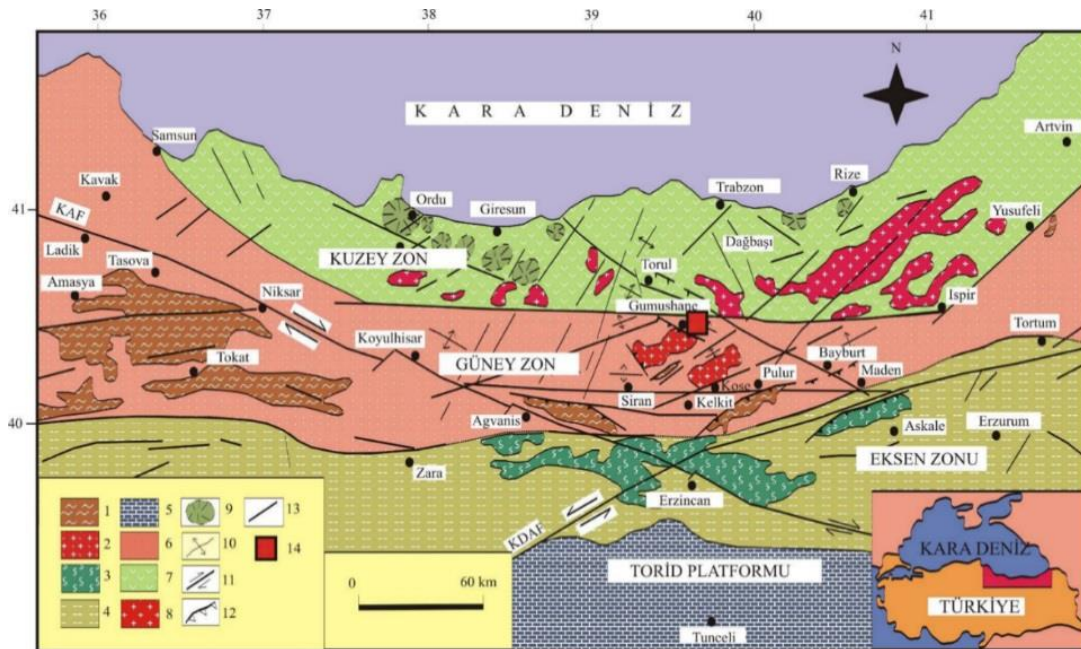 36 37 38 39 40 41
N
KARA DENİZ
Artvin
Samsun
Rize
Kavak
Trabzon
Ordu
Giresun
Yusufeli
41
KAF
Dağbaşı
Ladik
KUZEY ZON
Torul
Tasova
Amasya
Niksar
Gumushane
Ispir
Tortum
Koyulhisar
Bayburt
Tokat
GÜNEY ZON
Pulur
Maden
Kose
Siran
Kelkit
40
Agvanis
Askale
Erzurum
EKSEN ZONU
Zara
Erzincan
KDAF
1 5 9 13
2 6 10 14
3 7 11
4 8 12
0 60 km
TORİD PLATFORMU
Tunceli
KARA DENİZ
TÜRKİYE